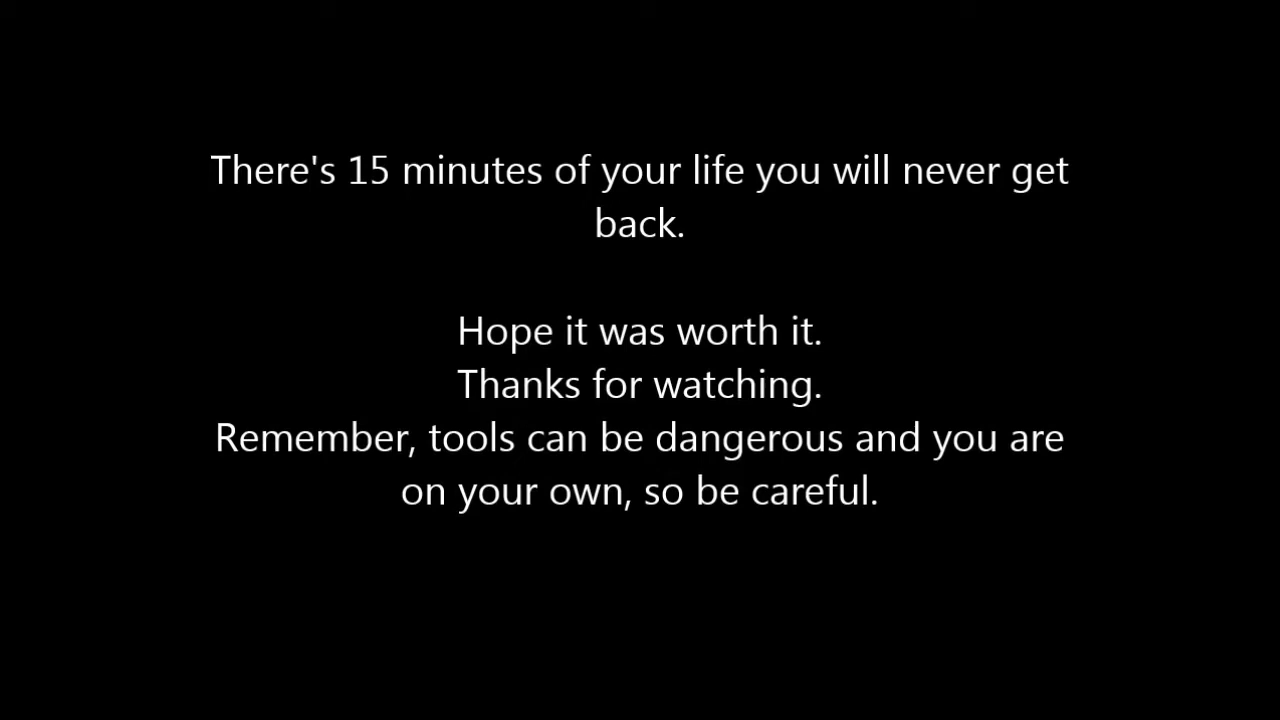 There's 15 minutes of your life you will never get
back.
Hope it was worth it.
Thanks for watching.
Remember, tools can be dangerous and you are
on your own, so be careful.